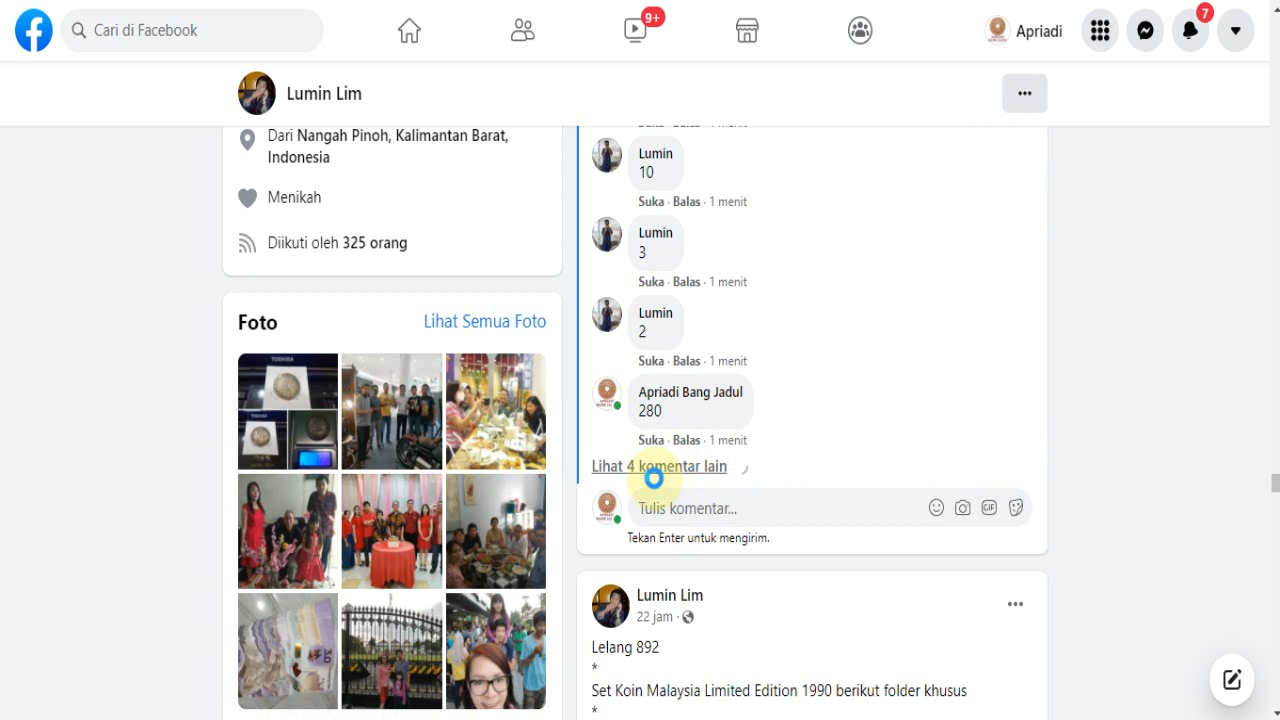 Cari di Facebook
9+
Apriadi
7
Lumin Lim
Dari Nangah Pinoh, Kalimantan Barat,
Indonesia
Menikah
Diikuti oleh 325 orang
Foto
Lihat Semua Foto
TOSHIBA
Lumin
10
Suka · Balas · 1 menit
Lumin
3
Suka · Balas · 1 menit
Lumin
2
Suka · Balas · 1 menit
Apriadi Bang Jadul
280
Suka · Balas · 1 menit
Lihat 4 komentar lain
Tulis komentar...
GIF
Tekan Enter untuk mengirim.
Lumin Lim
22 jam ·
Lelang 892
*
Set Koin Malaysia Limited Edition 1990 berikut folder khusus
*